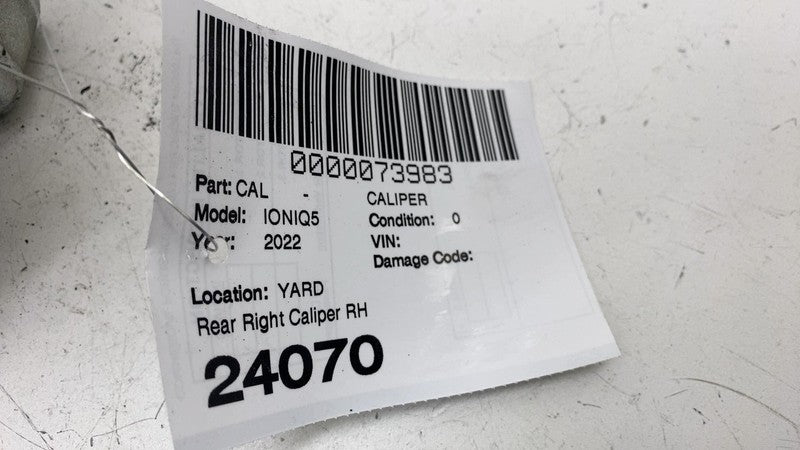 0000073983
Part: CAL - CALIPER
Model: IONIQ5 Condition: 0
Year: 2022 VIN:
Damage Code:
Location: YARD
Rear Right Caliper RH
24070